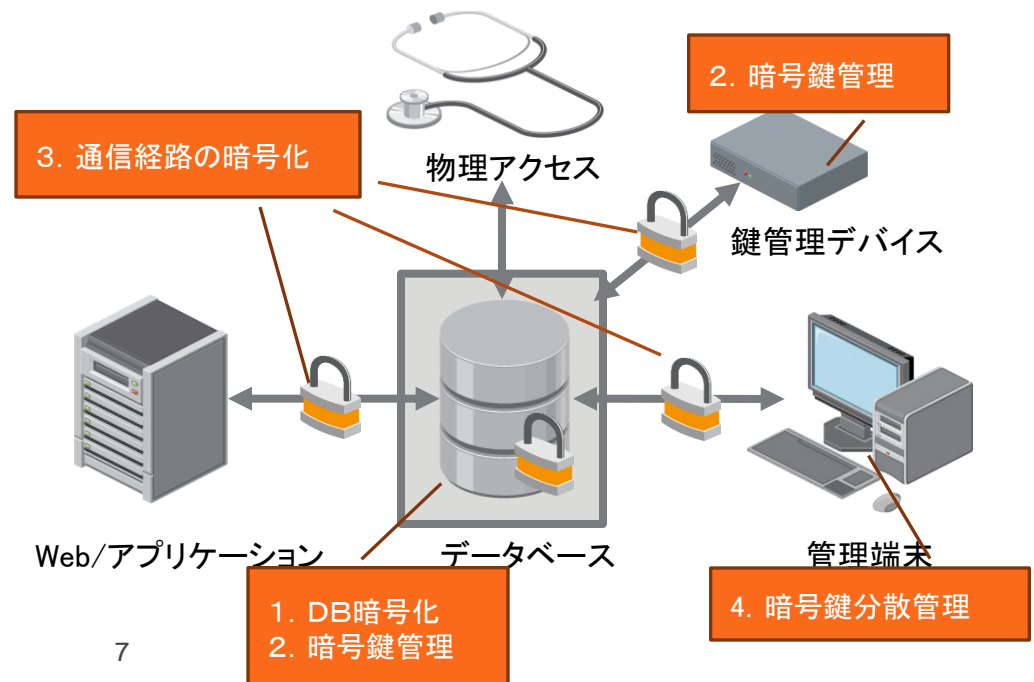 2．暗号鍵管理
３．通信経路の暗号化
物理アクセス
鍵管理デバイス
Web/アプリケーション
データベース
管理端末
１．ＤＢ暗号化
２．暗号鍵管理
4．暗号鍵分散管理
7